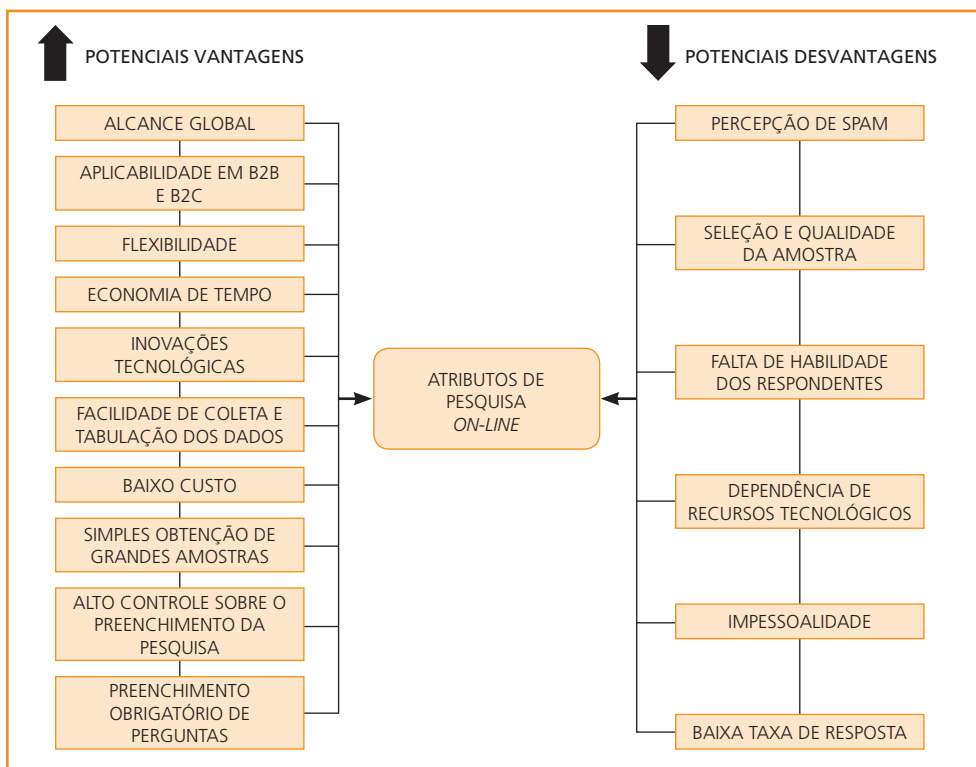 POTENCIAIS VANTAGENS
ALCANCE GLOBAL
APLICABILIDADE EM B2B
E B2C
FLEXIBILIDADE
ECONOMIA DE TEMPO
INOVAÇÕES
TECNOLÓGICAS
FACILIDADE DE COLETA E
TABULAÇÃO DOS DADOS
BAIXO CUSTO
SIMPLES OBTENÇÃO DE
GRANDES AMOSTRAS
ALTO CONTROLE SOBRE O
PREENCHIMENTO DA
PESQUISA
PREENCHIMENTO
OBRIGATÓRIO DE
PERGUNTAS
ATRIBUTOS DE
PESQUISA
ON-LINE
POTENCIAIS DESVANTAGENS
PERCEPÇÃO DE SPAM
SELEÇÃO E QUALIDADE
DA AMOSTRA
FALTA DE HABILIDADE
DOS RESPONDENTES
DEPENDÊNCIA DE
RECURSOS TECNOLÓGICOS
IMPESSOALIDADE
BAIXA TAXA DE RESPOSTA